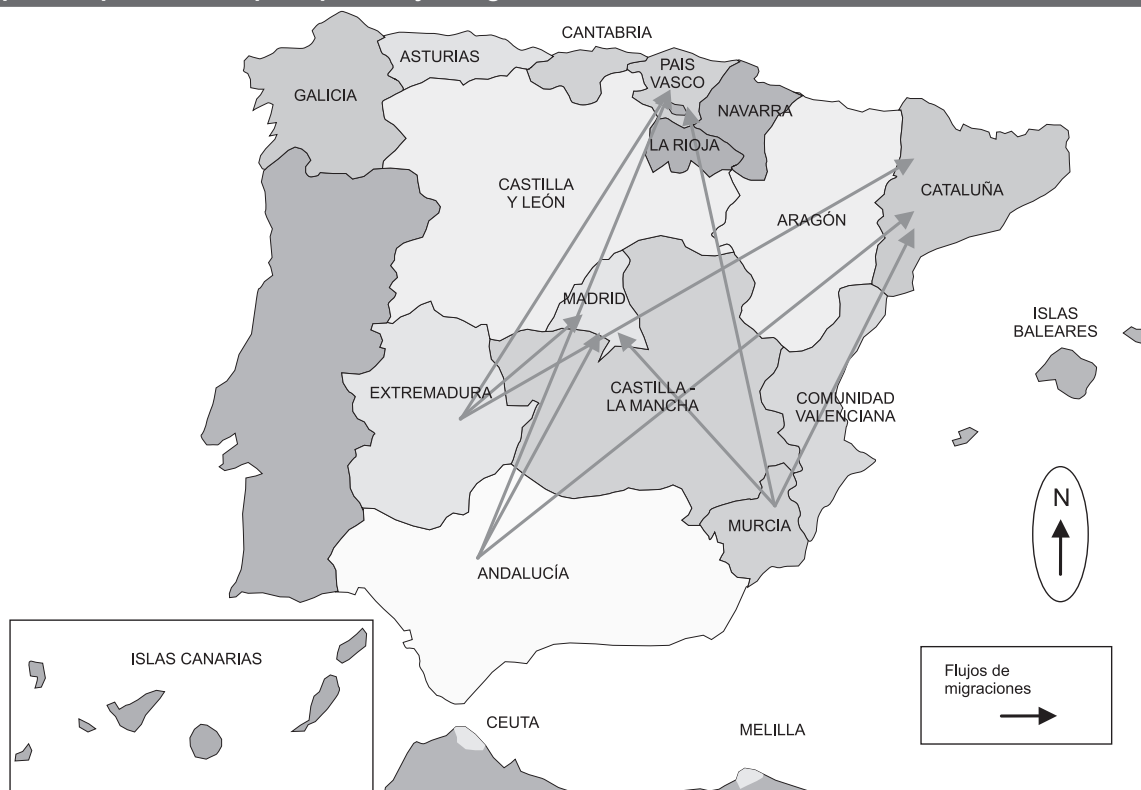 CANTABRIA
ASTURIAS
PAIS
VASCO
GALICIA
NAVARRA
LA RIOJA
CASTILLA
Y LEÓN
CATALUÑA
ARAGÓN
MADRID
ISLAS
BALEARES
EXTREMADURA
CASTILLA -
LA MANCHA
COMUNIDAD
VALENCIANA
N
MURCIA
ANDALUCÍA
ISLAS CANARIAS
Flujos de
migraciones
CEUTA
MELILLA